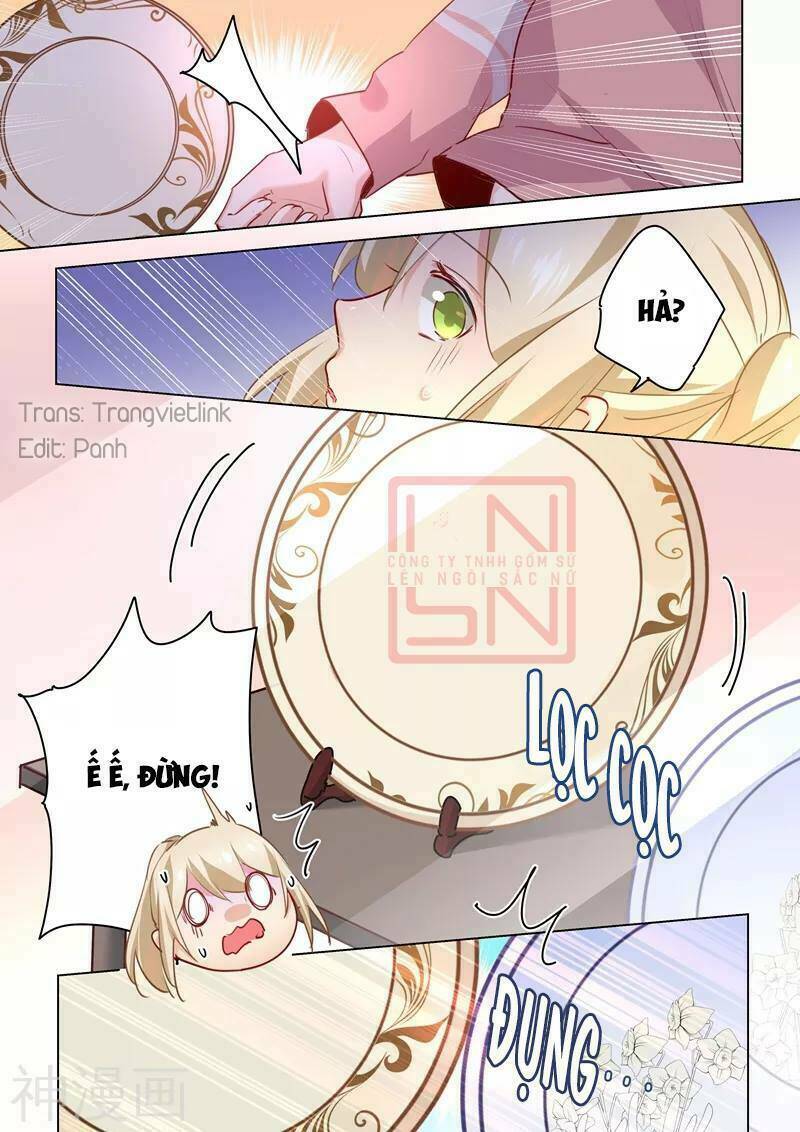 HẢ?
Trans: Trangvietlink
Edit: Panh
LN
CÔNG TY TNHH GỐM SỨ
LÊN NGÔI SẮC NỮ
SN
LỌC CỌC
Ế Ế, ĐỪNG!
ĐỤNG...
神漫画